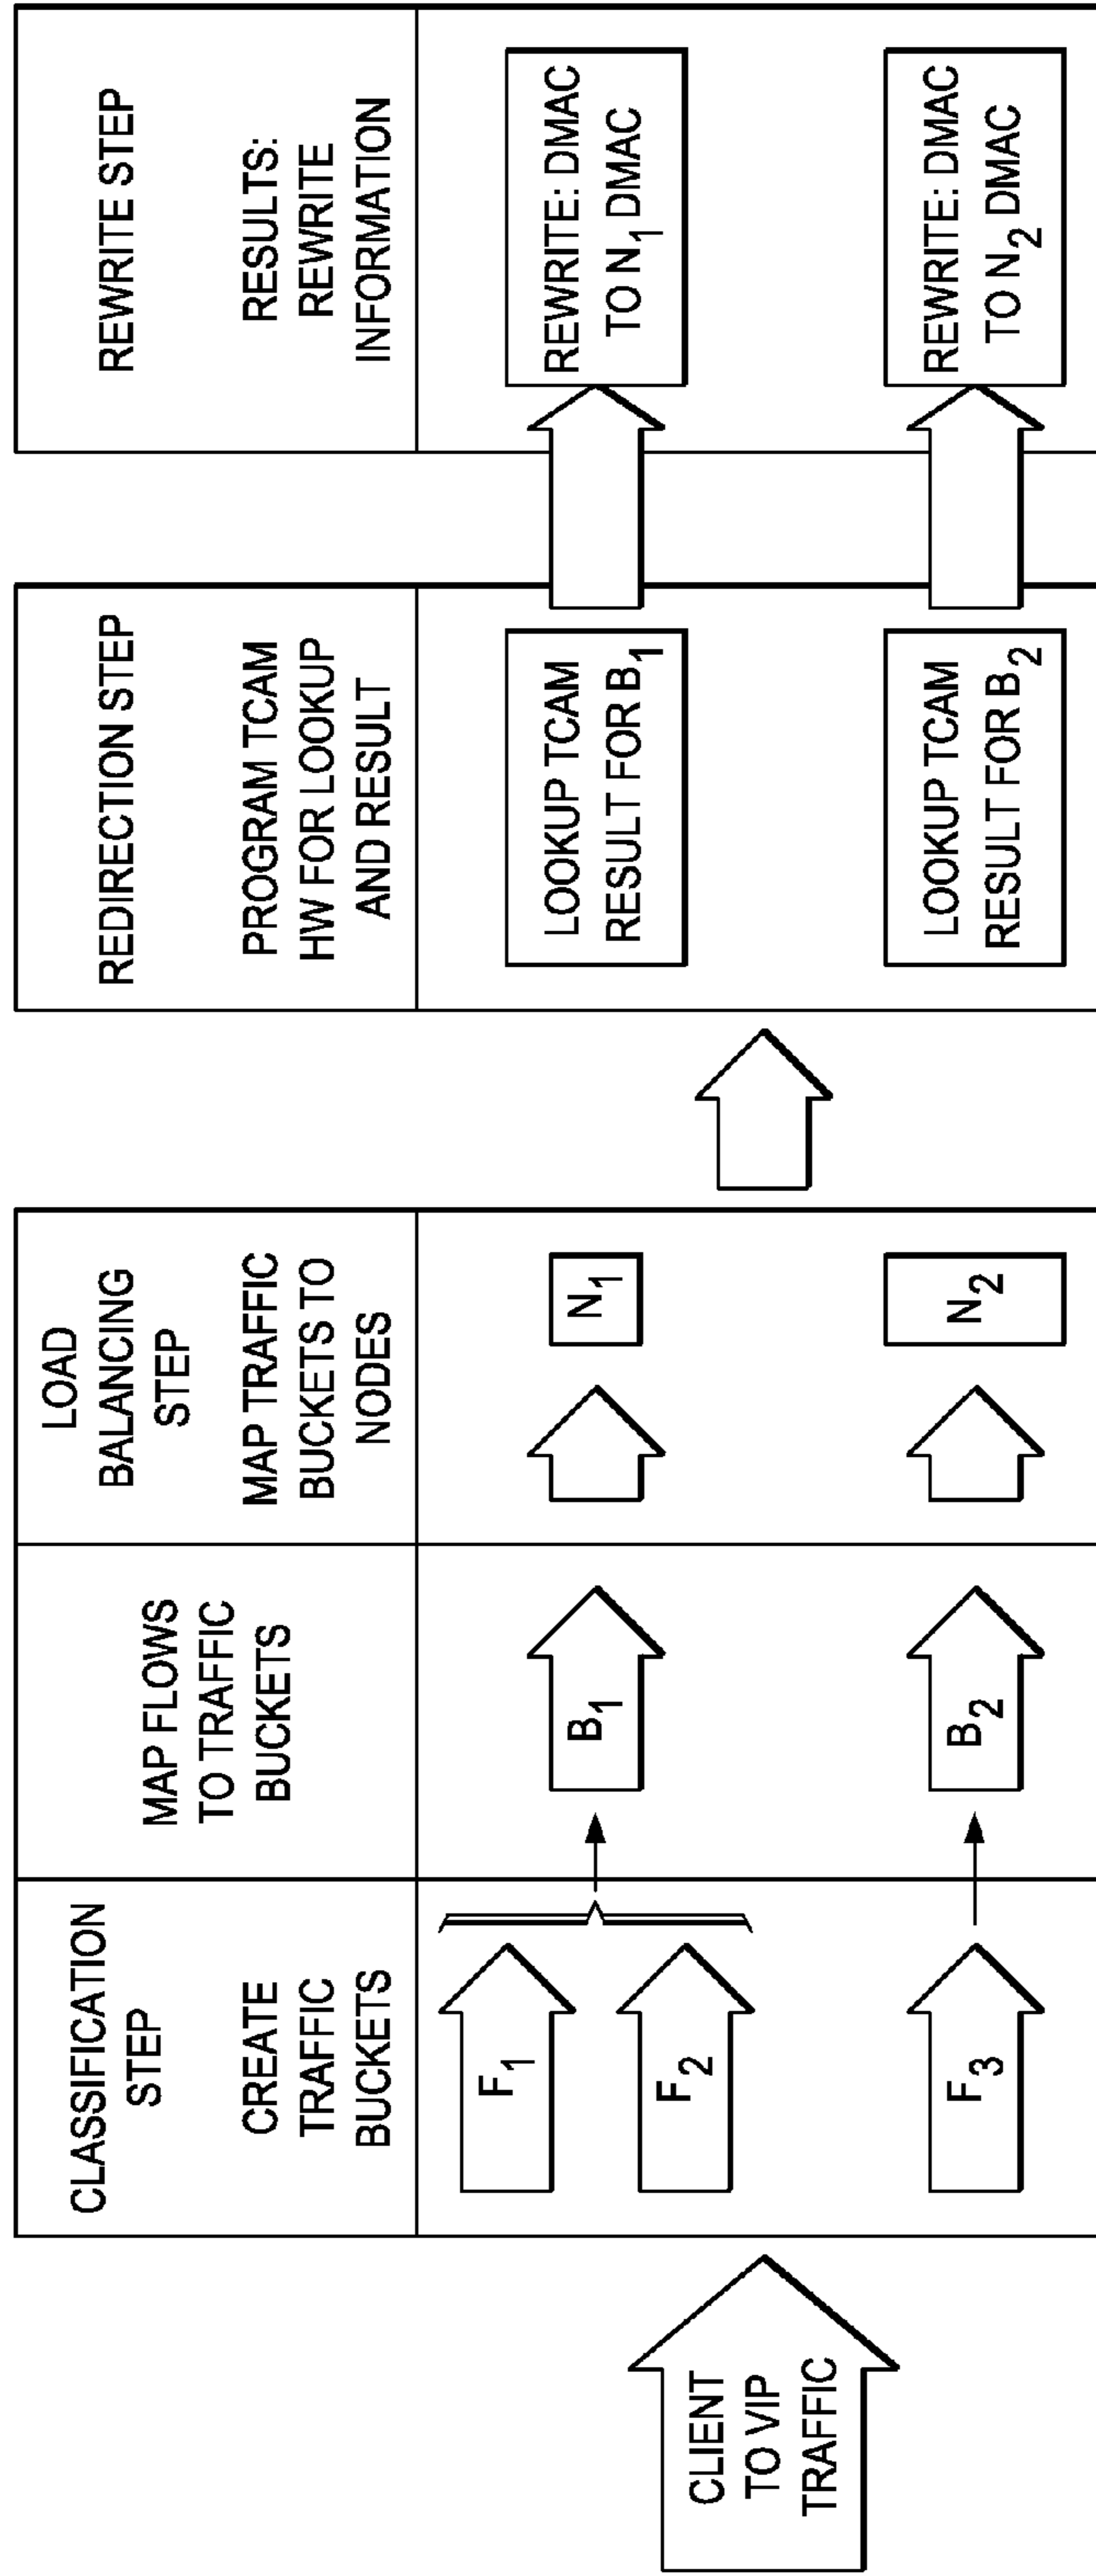 CLIENT
TO VIP
TRAFFIC
CLASSIFICATION
STEP
CREATE
TRAFFIC
BUCKETS
F1
F2
F3
MAP FLOWS
TO TRAFFIC
BUCKETS
B1
B2
LOAD
BALANCING
STEP
MAP TRAFFIC
BUCKETS TO
NODES
N1
N2
REDIRECTION STEP
PROGRAM TCAM
HW FOR LOOKUP
AND RESULT
LOOKUP TCAM
RESULT FOR B1
LOOKUP TCAM
RESULT FOR B2
REWRITE STEP
RESULTS:
REWRITE
INFORMATION
REWRITE: DMAC
TO N1 DMAC
REWRITE: DMAC
TO N2 DMAC